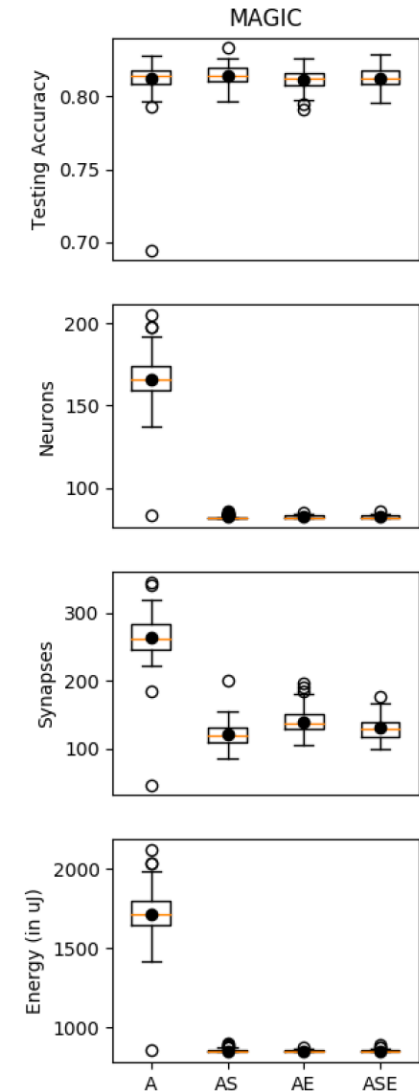 MAGIC
Testing Accuracy
0.80
0.75
0.70
Neurons
200
150
100
Synapses
300
200
100
Energy (in uJ)
2000
1500
1000
A AS AE ASE